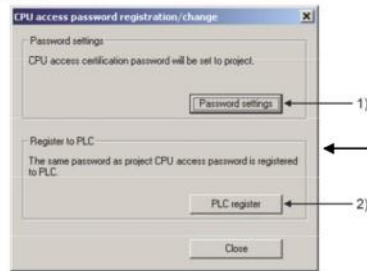 CPU access password registration/change
Password settings
CPU access certification password will be set to project.
Password settings
1)
Register to PLC
The same password as project CPU access password is registered
to PLC.
PLC register
2)
Close